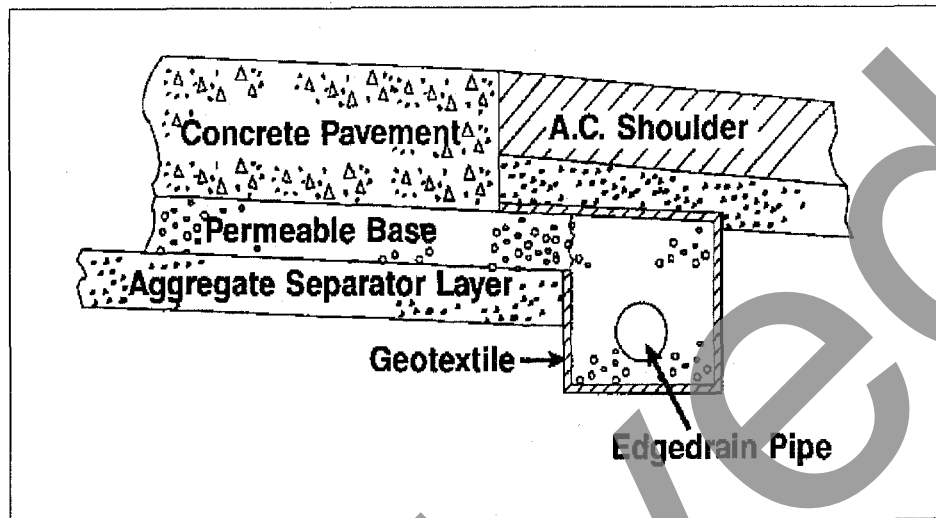 Concrete Pavement
A.C. Shoulder
Permeable Base
Aggregate Separator Layer
Geotextile
Edgedrain Pipe